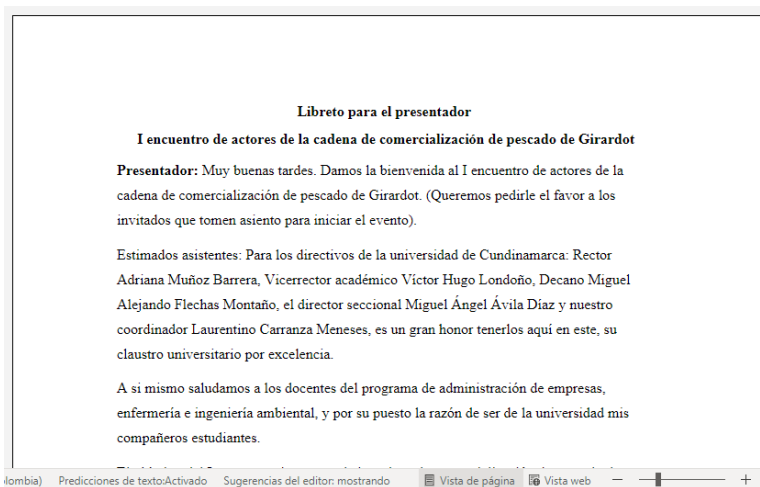 Libreto para el presentador
I encuentro de actores de la cadena de comercialización de pescado de Girardot
Presentador: Muy buenas tardes. Damos la bienvenida al I encuentro de actores de la
cadena de comercialización de pescado de Girardot. (Queremos pedirle el favor a los
invitados que tomen asiento para iniciar el evento).
Estimados asistentes: Para los directivos de la universidad de Cundinamarca: Rector
Adriana Muñoz Barrera, Vicerrector académico Víctor Hugo Londoño, Decano Miguel
Alejando Flechas Montaño, el director seccional Miguel Ángel Ávila Díaz y nuestro
coordinador Laurentino Carranza Meneses, es un gran honor tenerlos aquí en este, su
claustro universitario por excelencia.
A si mismo saludamos a los docentes del programa de administración de empresas,
enfermería e ingeniería ambiental, y por su puesto la razón de ser de la universidad mis
compañeros estudiantes.
lombia) Predicciones de texto:Activado Sugerencias del editor: mostrando Vista de página Vista web